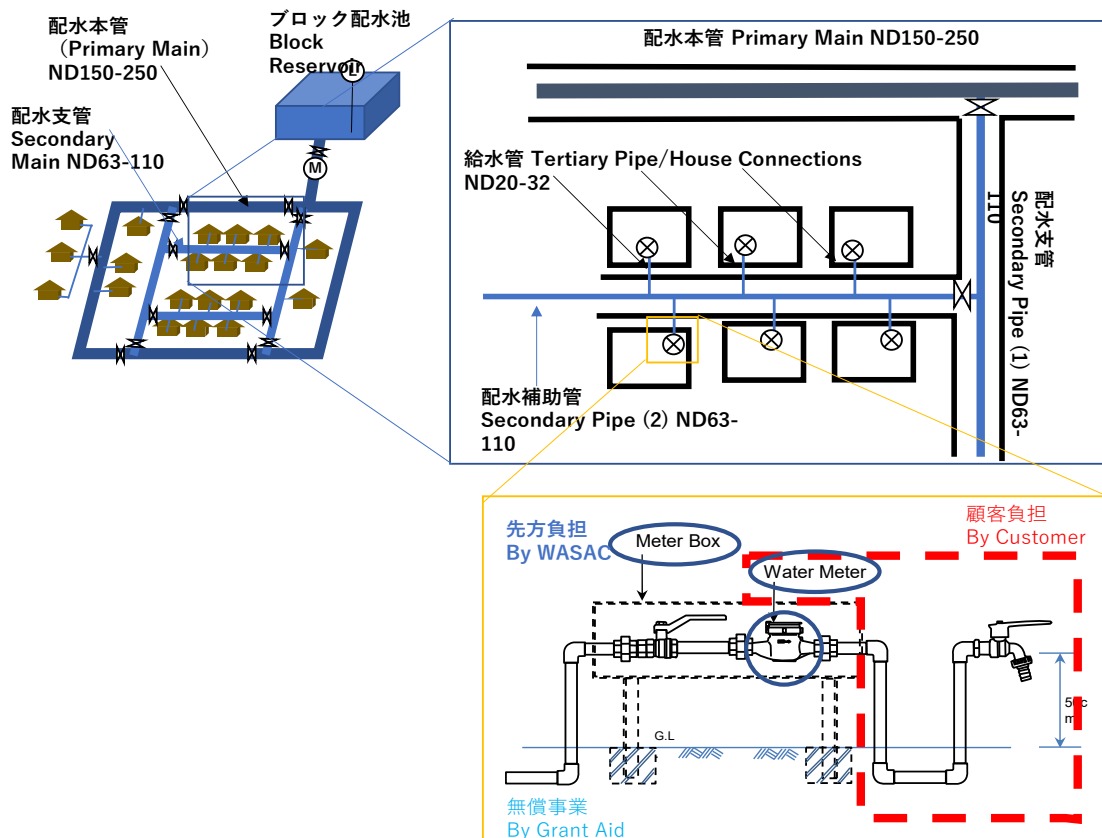 配水本管
（Primary Main）
ND150-250
ブロック配水池
Block
Reservoir
L
配水支管
Secondary
Main ND63-110
M
配水本管 Primary Main ND150-250
給水管 Tertiary Pipe/House Connections
ND20-32
配水支管
Secondary Pipe (1) ND63-
110
配水補助管
Secondary Pipe (2) ND63-
110
先方負担
By WASAC
Meter Box
Water Meter
顧客負担
By Customer
50c
m
G.L
無償事業
By Grant Aid